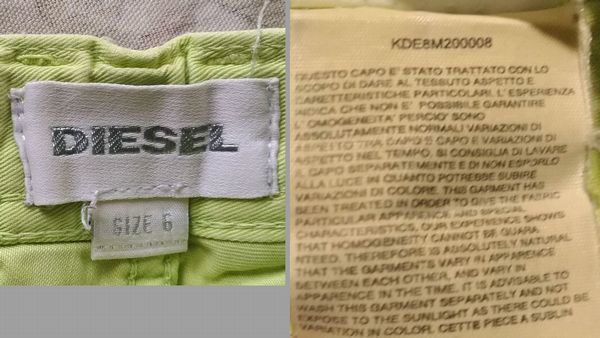 DIESEL
SIZE 6
KDE8M200008
QUESTO CAPO E' STATO TRATTATO CON LO
SCOPO DI DARE AL TESSUTO ASPETTO E
CARETTERISTICHE PARTICOLARI. L'ESPERIENZA
INDICA CHE NON E' POSSIBILE GARANTIRE
L'OMOGENEITA' PERCIO' SONO
ASSOLUTAMENTE NORMALI VARIAZIONI DI
ASPETTO TRA CAPO E CAPO E VARIAZIONI DI
ASPETTO NEL TEMPO. SI CONSIGLIA DI LAVARE
IL CAPO SEPARATAMENTE E DI NON ESPORLO
ALLA LUCE IN QUANTO POTREBBE SUBIRE
VARIAZIONI DI COLORE. THIS GARMENT HAS
BEEN TREATED IN ORDER TO GIVE THE FABRIC
PARTICULAR APPEARANCE AND SPECIAL
CARATTERISTICS, OUR EXPERIENCE SHOWS
THAT HOMOGENEITY CANNOT BE GUARA
NTEED. THEREFORE IS ABSOLUTELY NATURAL
THAT THE GARMENTS VARY IN APPARENCE
BETWEEN EACH OTHER, AND VARY IN
APPARENCE IN THE TIME. IT IS ADVISABLE TO
WASH THIS GARMENT SEPARATELY AND NOT
EXPOSE TO THE SUNLIGHT AS THERE COULD BE
VARIATION IN COLOR. CETTE PIECE A SUBLIN